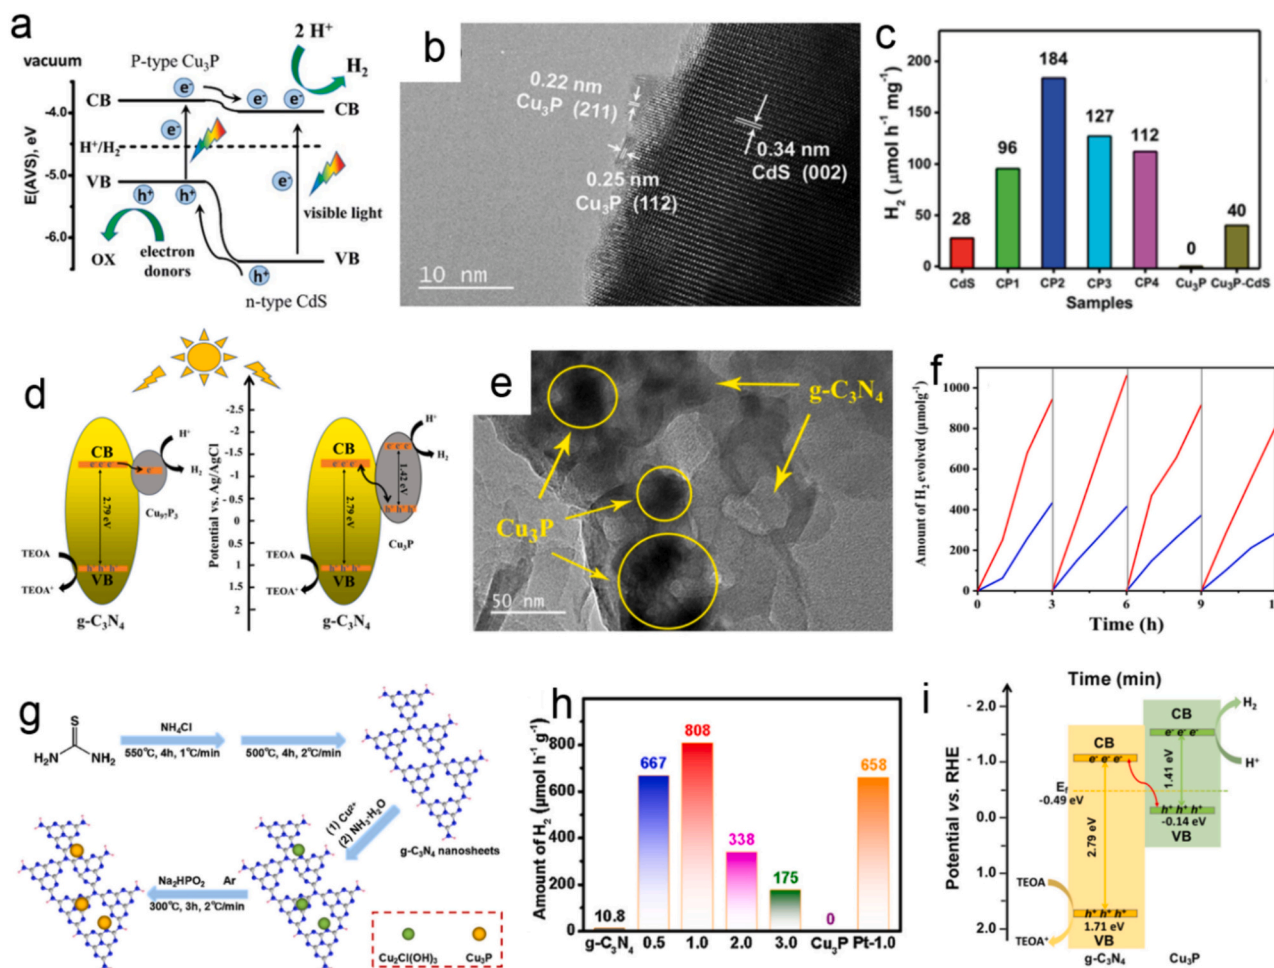 a
vacuum
P-type Cu₃P
2 H⁺
H₂
CB
CB
e⁻
e⁻
e⁻
e⁻
e⁻
-4.0
H⁺/H₂
-5.0
VB
h⁺
h⁺
visible light
E(AVS), eV
-6.0
OX
electron
donors
VB
h⁺
n-type CdS
b
0.22 nm
Cu₃P (211)
0.34 nm
CdS (002)
0.25 nm
Cu₃P (112)
10 nm
c
H₂ ( μmol h⁻¹ mg⁻¹)
200
150
100
50
0
28
96
184
127
112
0
40
CdS
CP1
CP2
CP3
CP4
Cu₃P
Cu₃P-CdS
Samples
d
CB
e⁻ e⁻ e⁻
e⁻
H⁺
H₂
2.79 eV
Cu₉₇P₃
TEOA
TEOA⁺
h⁺ h⁺ h⁺
VB
g-C₃N₄
Potential vs. Ag/AgCl
-2.5
-2
-1.5
-1
-0.5
0
0.5
1
1.5
2
CB
e⁻ e⁻ e⁻
e⁻ e⁻ e⁻
H⁺
H₂
1.42 eV
2.79 eV
h⁺h⁺h⁺
Cu₃P
TEOA
TEOA⁺
h⁺ h⁺ h⁺
VB
g-C₃N₄
e
g-C₃N₄
Cu₃P
50 nm
f
Amount of H₂ evolved (μmolg⁻¹)
1000
800
600
400
200
0
0
3
6
9
Time (h)
g
S
H₂N
NH₂
NH₄Cl
550°C, 4h, 1°C/min
500°C, 4h, 2°C/min
g-C₃N₄ nanosheets
(1) Cu²⁺
(2) NH₃·H₂O
Na₂HPO₂ Ar
300°C, 3h, 2°C/min
Cu₂Cl(OH)₃
Cu₃P
h
Amount of H₂ (μmol h⁻¹ g⁻¹)
800
600
400
200
0
10.8
667
808
338
175
0
658
g-C₃N₄
0.5
1.0
2.0
3.0
Cu₃P
Pt-1.0
i
Time (min)
Potential vs. RHE
- 2.0
- 1.0
0.0
1.0
2.0
CB
e⁻ e⁻ e⁻
H₂
H⁺
CB
e⁻ e⁻ e⁻
1.41 eV
E_f
-0.49 eV
h⁺ h⁺ h⁺
-0.14 eV
VB
2.79 eV
TEOA
TEOA⁺
h⁺ h⁺ h⁺
1.71 eV
VB
g-C₃N₄
Cu₃P